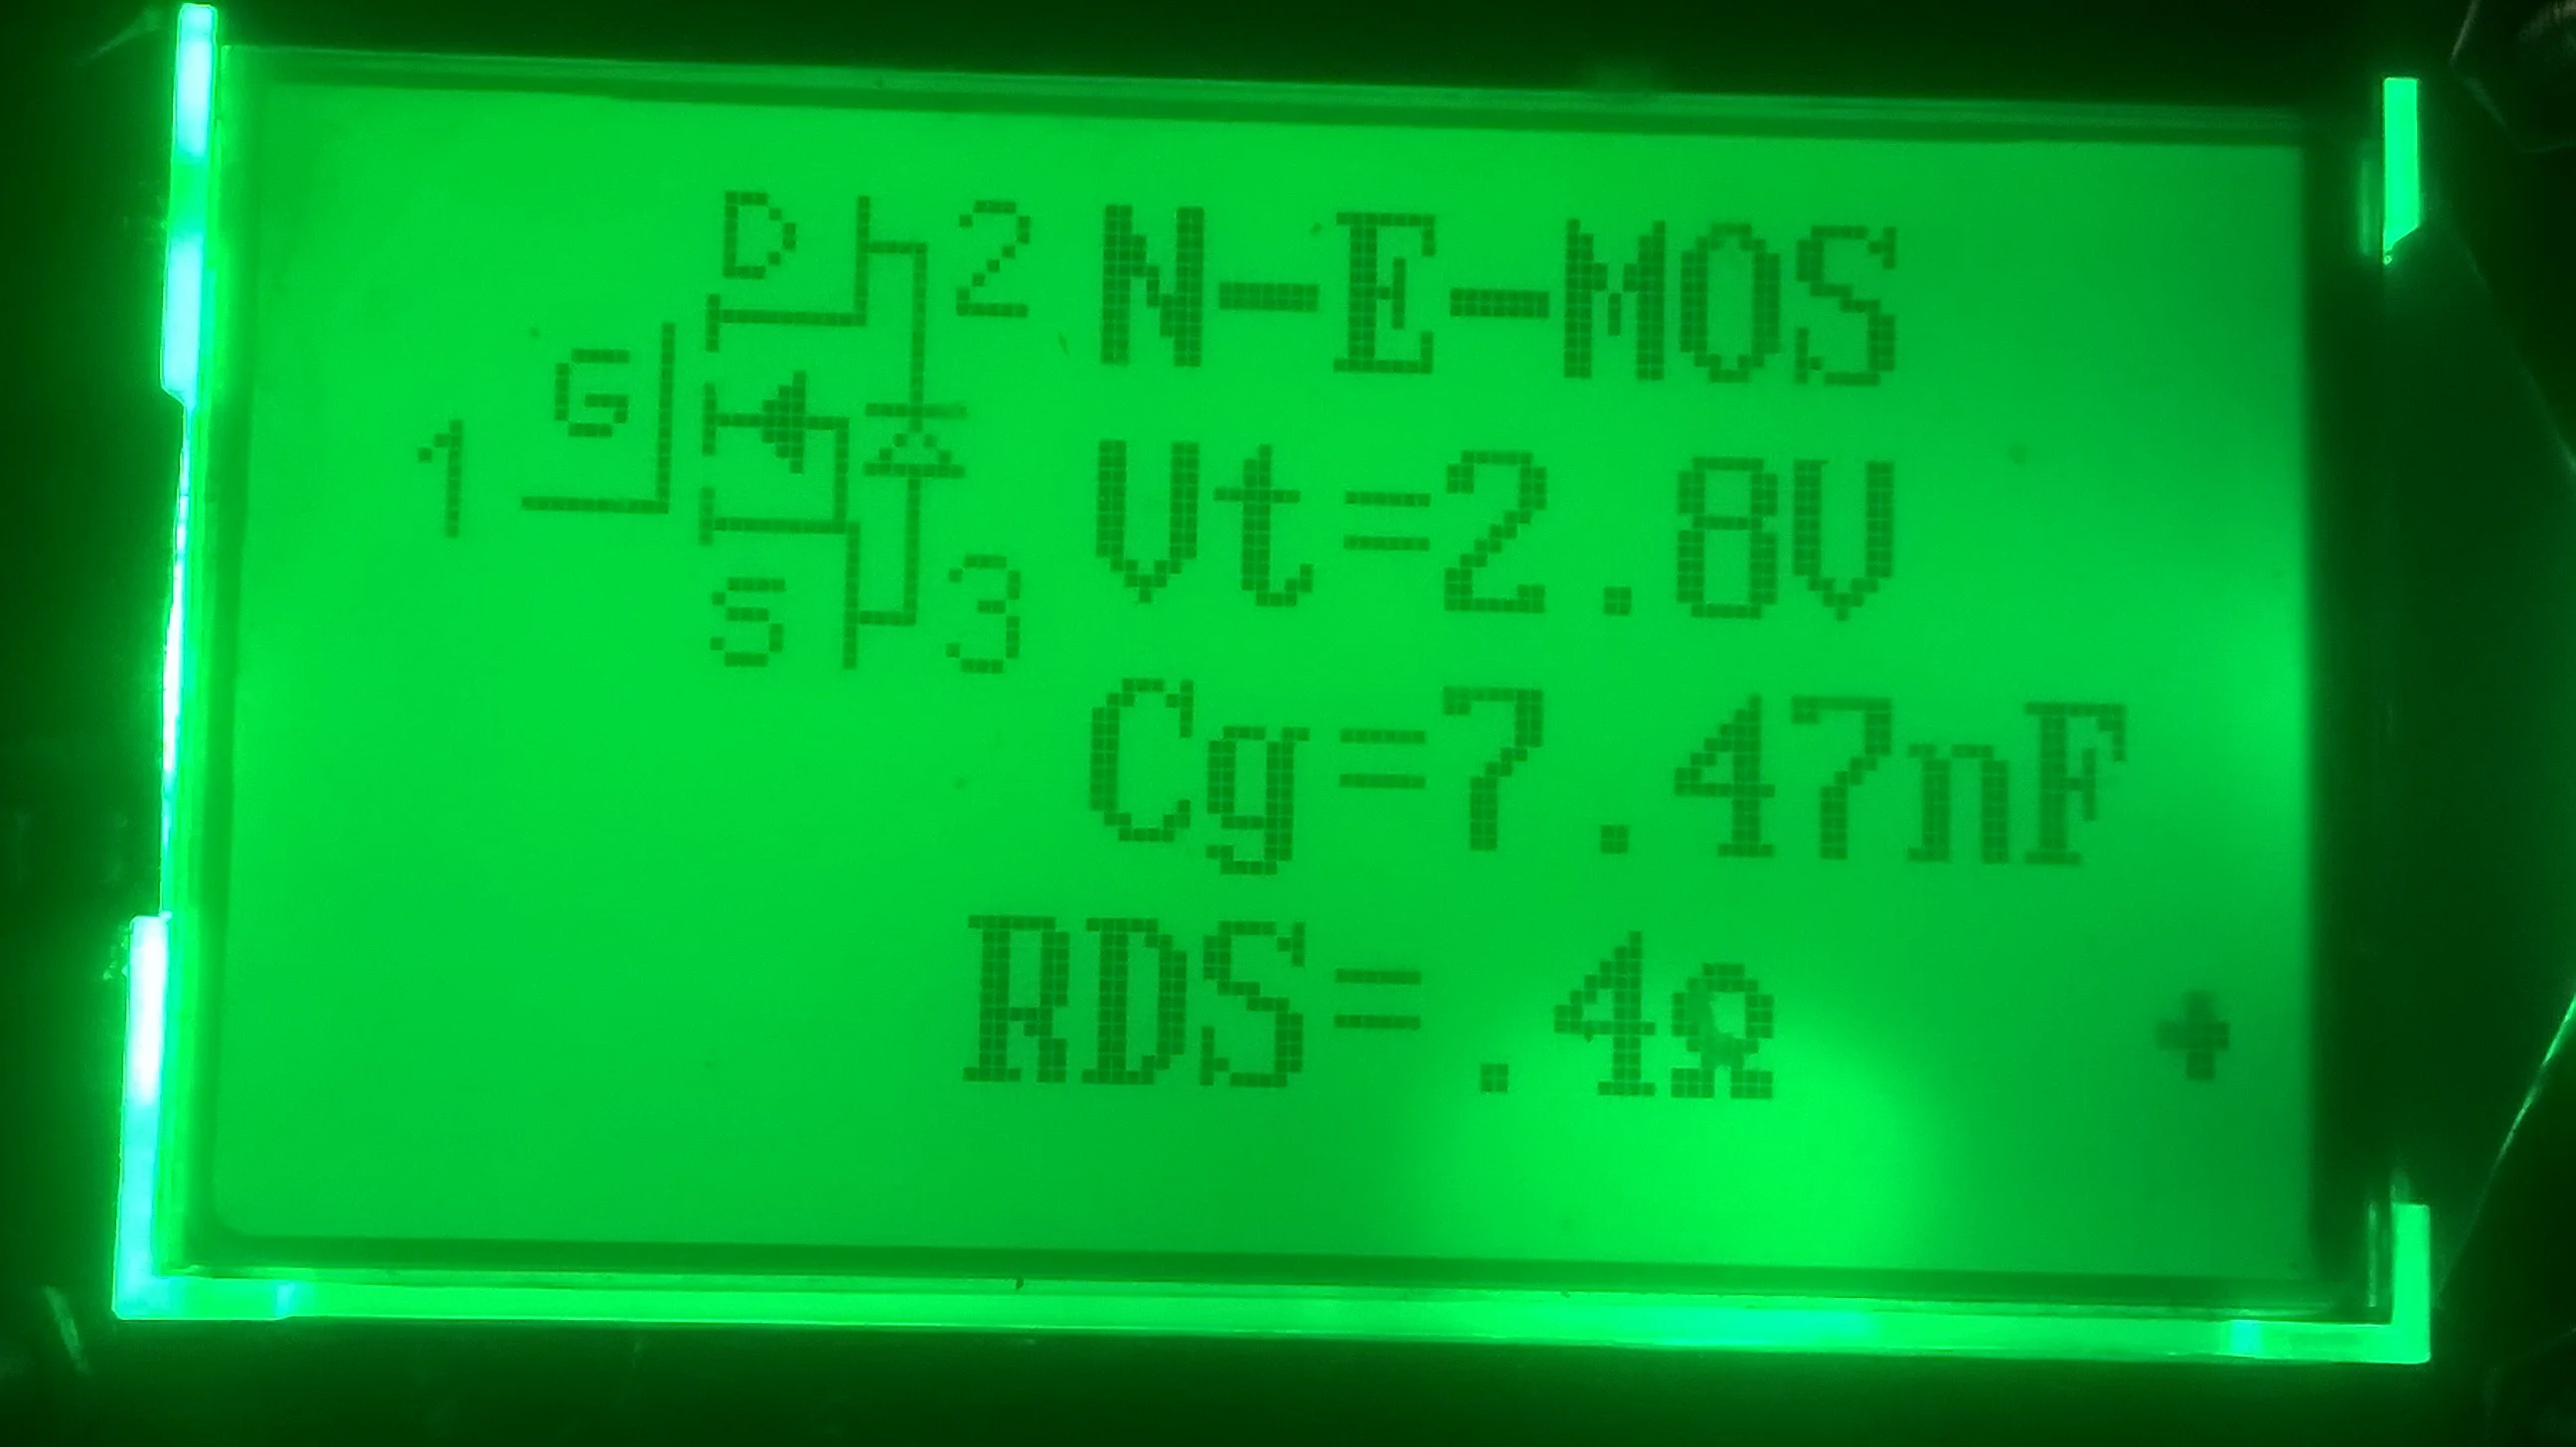 D 2 N-E-MOS
G
1 Vt=2.8V
S 3
Cg=7.47nF
RDS= .4Ω
+